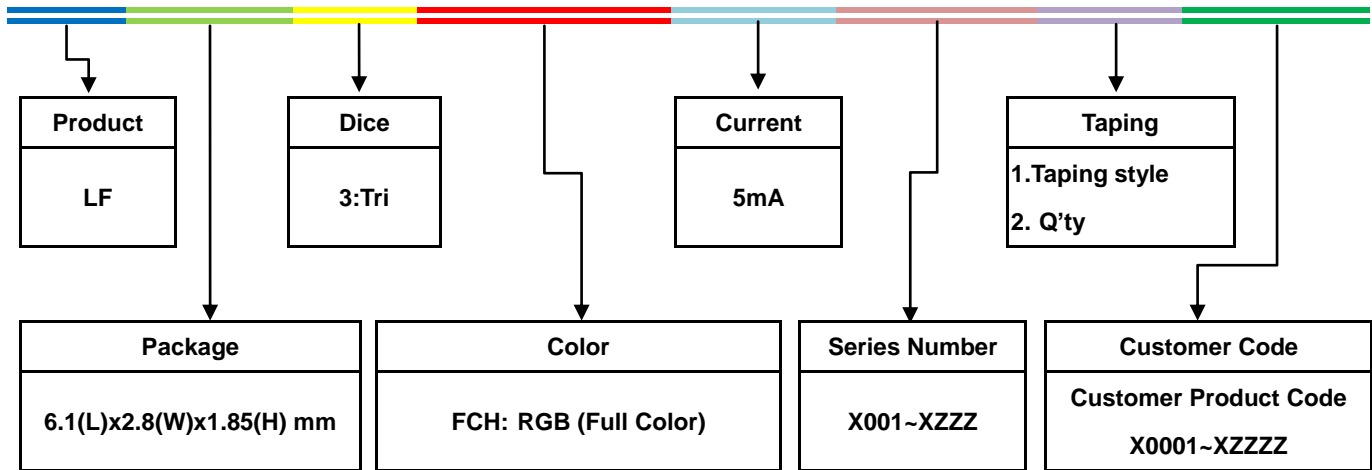 Product
LF
Dice
3:Tri
Current
5mA
Taping
1.Taping style
2. Q’ty
Package
6.1(L)x2.8(W)x1.85(H) mm
Color
FCH: RGB (Full Color)
Series Number
X001~XZZZ
Customer Code
Customer Product Code
X0001~XZZZZ